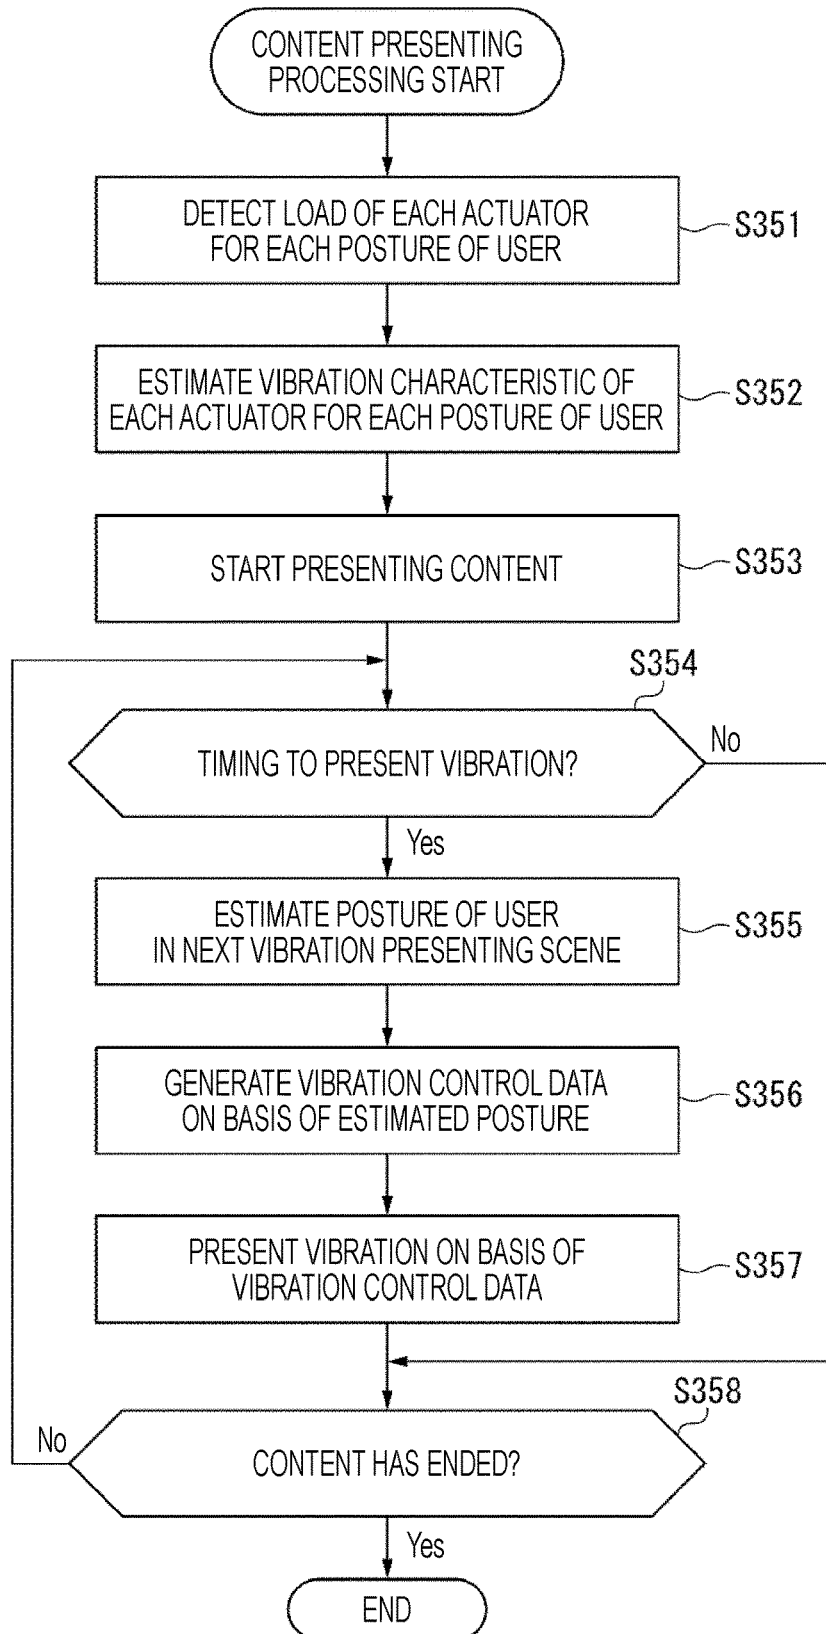 CONTENT PRESENTING
PROCESSING START
DETECT LOAD OF EACH ACTUATOR
FOR EACH POSTURE OF USER
S351
ESTIMATE VIBRATION CHARACTERISTIC OF
EACH ACTUATOR FOR EACH POSTURE OF USER
S352
START PRESENTING CONTENT
S353
S354
TIMING TO PRESENT VIBRATION?
No
Yes
ESTIMATE POSTURE OF USER
IN NEXT VIBRATION PRESENTING SCENE
S355
GENERATE VIBRATION CONTROL DATA
ON BASIS OF ESTIMATED POSTURE
S356
PRESENT VIBRATION ON BASIS OF
VIBRATION CONTROL DATA
S357
S358
No
CONTENT HAS ENDED?
Yes
END